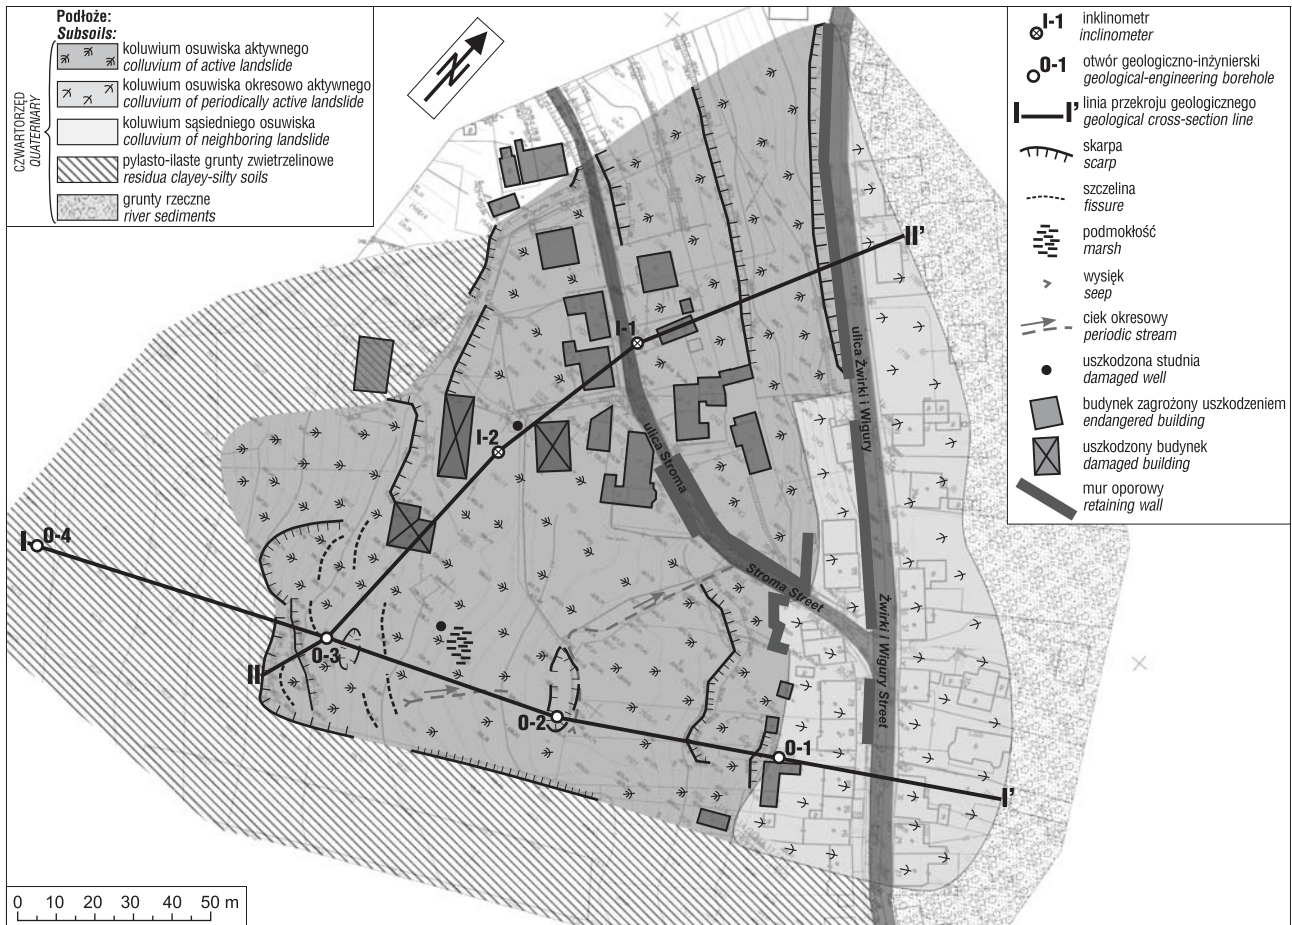 Podłoże:
Subsoils:
CZWARTORZĘD
QUATERNARY
koluwium osuwiska aktywnego
colluvium of active landslide
koluwium osuwiska okresowo aktywnego
colluvium of periodically active landslide
koluwium sąsiedniego osuwiska
colluvium of neighboring landslide
pylasto-ilaste grunty zwietrzelinowe
residua clayey-silty soils
grunty rzeczne
river sediments
N
I-1
inklinometr
inclinometer
O-1
otwór geologiczno-inżynierski
geological-engineering borehole
I I'
linia przekroju geologicznego
geological cross-section line
skarpa
scarp
szczelina
fissure
podmokłość
marsh
wysięk
seep
ciek okresowy
periodic stream
uszkodzona studnia
damaged well
budynek zagrożony uszkodzeniem
endangered building
uszkodzony budynek
damaged building
mur oporowy
retaining wall
II'
I-1
ulica Żwirki i Wigury
I-2
ulica Stroma
I
O-4
Stroma Street
Żwirki i Wigury Street
O-3
II
O-2
O-1
I'
0 10 20 30 40 50 m